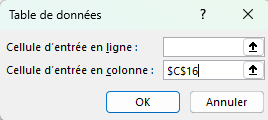 Table de données ? ×
Cellule d'entrée en ligne :
Cellule d'entrée en colonne : $C$16
OK Annuler